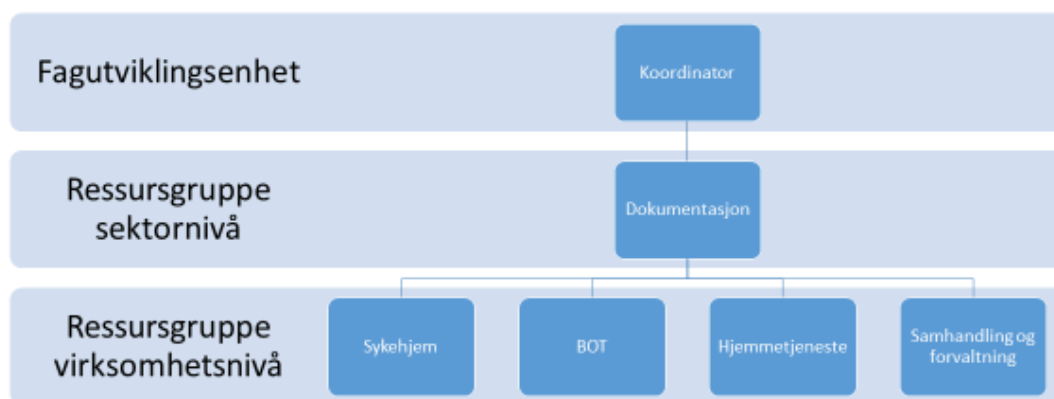 Fagutviklingsenhet
Koordinator
Ressursgruppe
sektornivå
Dokumentasjon
Ressursgruppe
virksomhetsnivå
Sykehjem
BOT
Hjemmetjeneste
Samhandling og
forvaltning